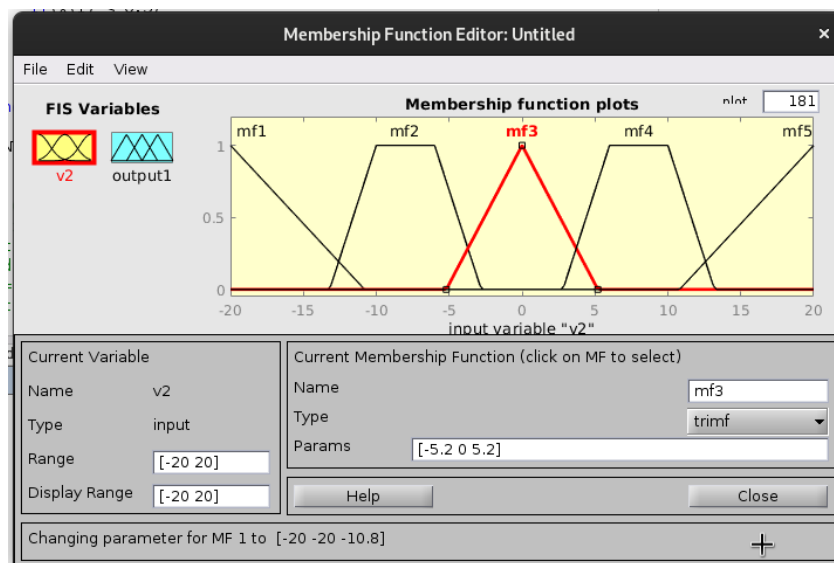 Membership Function Editor: Untitled
×
File Edit View
FIS Variables
v2
output1
Membership function plots
181
mf1 mf2 mf3 mf4 mf5
1
0.5
0
-20 -15 -10 -5 0 5 10 15 20
input variable "v2"
Current Variable
Name v2
Type input
Range [-20 20]
Display Range [-20 20]
Current Membership Function (click on MF to select)
Name mf3
Type trimf
Params [-5.2 0 5.2]
Help Close
Changing parameter for MF 1 to [-20 -20 -10.8]